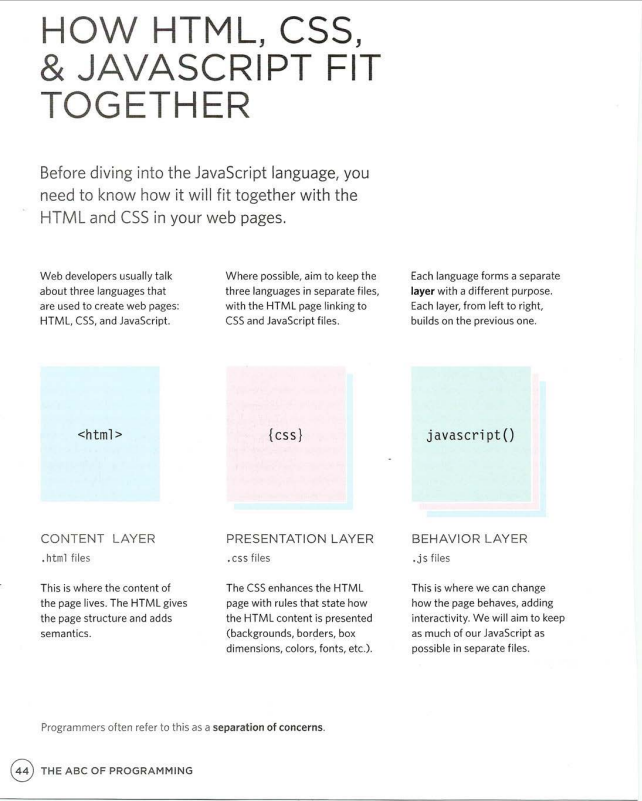 HOW HTML, CSS,
& JAVASCRIPT FIT
TOGETHER
Before diving into the JavaScript language, you
need to know how it will fit together with the
HTML and CSS in your web pages.
Web developers usually talk
about three languages that
are used to create web pages:
HTML, CSS, and JavaScript.
Where possible, aim to keep the
three languages in separate files,
with the HTML page linking to
CSS and JavaScript files.
Each language forms a separate
layer with a different purpose.
Each layer, from left to right,
builds on the previous one.
<html>
{css}
javascript()
CONTENT LAYER
.html files
This is where the content of
the page lives. The HTML gives
the page structure and adds
semantics.
PRESENTATION LAYER
.css files
The CSS enhances the HTML
page with rules that state how
the HTML content is presented
(backgrounds, borders, box
dimensions, colors, fonts, etc.).
BEHAVIOR LAYER
.js files
This is where we can change
how the page behaves, adding
interactivity. We will aim to keep
as much of our JavaScript as
possible in separate files.
Programmers often refer to this as a separation of concerns.
44 THE ABC OF PROGRAMMING